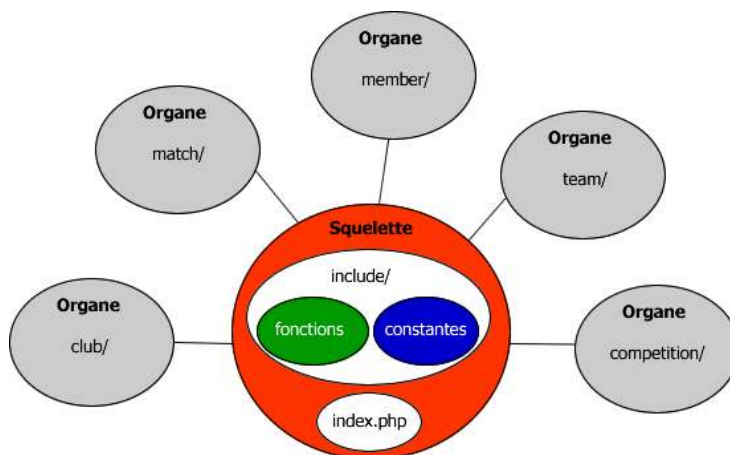 Organe
member/
Organe
match/
Organe
team/
Squelette
include/
fonctions
constantes
Organe
club/
Organe
competition/
index.php